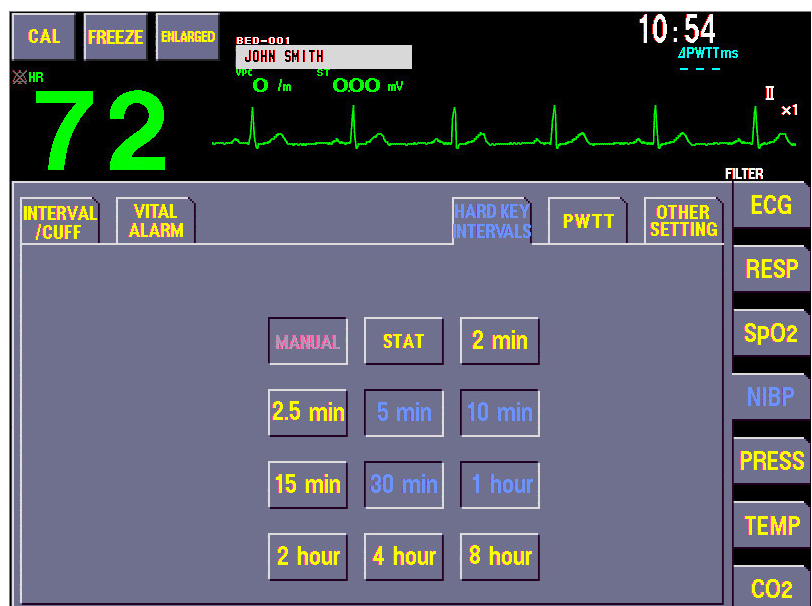 CAL
FREEZE
ENLARGED
BED-001
JOHN SMITH
10:54
ΔPWTTms
---
HR
72
VPC
0 /m
ST
0.00 mV
II
×1
FILTER
INTERVAL
/CUFF
VITAL
ALARM
HARD KEY
INTERVALS
PWTT
OTHER
SETTING
ECG
RESP
SpO2
NIBP
PRESS
TEMP
CO2
MANUAL
STAT
2 min
2.5 min
5 min
10 min
15 min
30 min
1 hour
2 hour
4 hour
8 hour